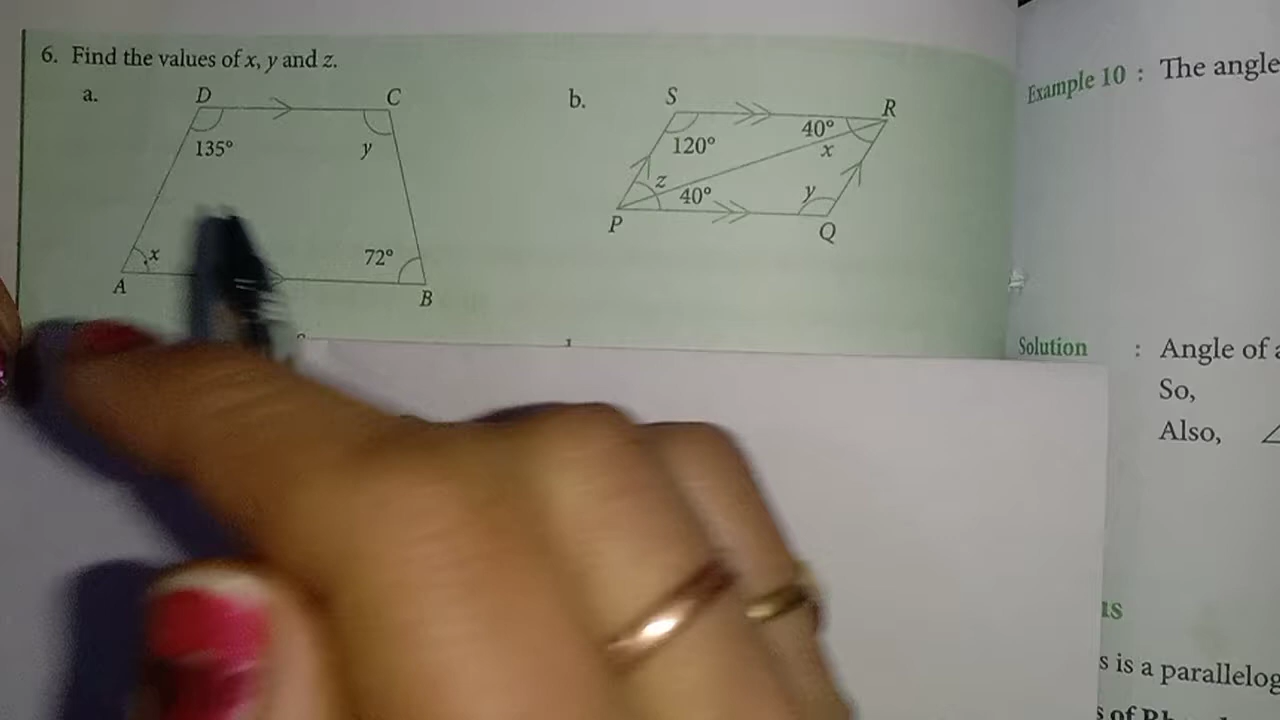 6. Find the values of x, y and z.
a.
D
C
135°
y
x
72°
A
B
b.
S
R
120°
40°
x
z
40°
y
P
Q
Example 10 : The angle
Solution : Angle of a
So,
Also, ∠
s is a parallelog